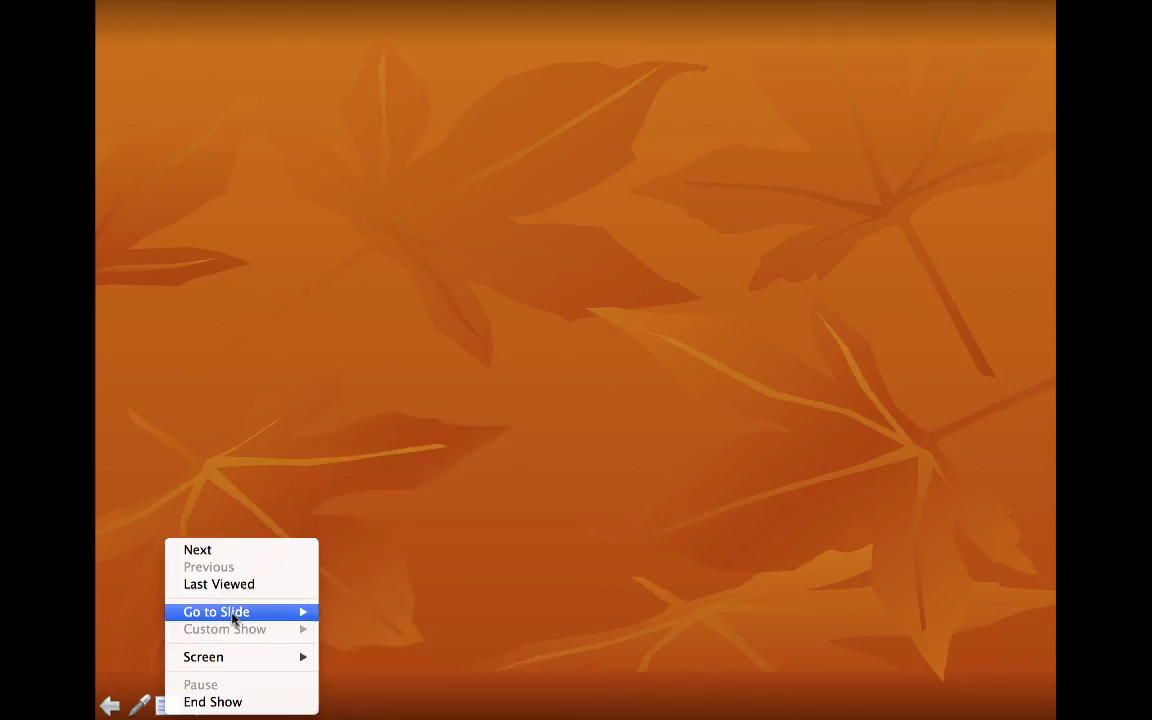 Next
Previous
Last Viewed
Go to Slide
Custom Show
Screen
Pause
End Show